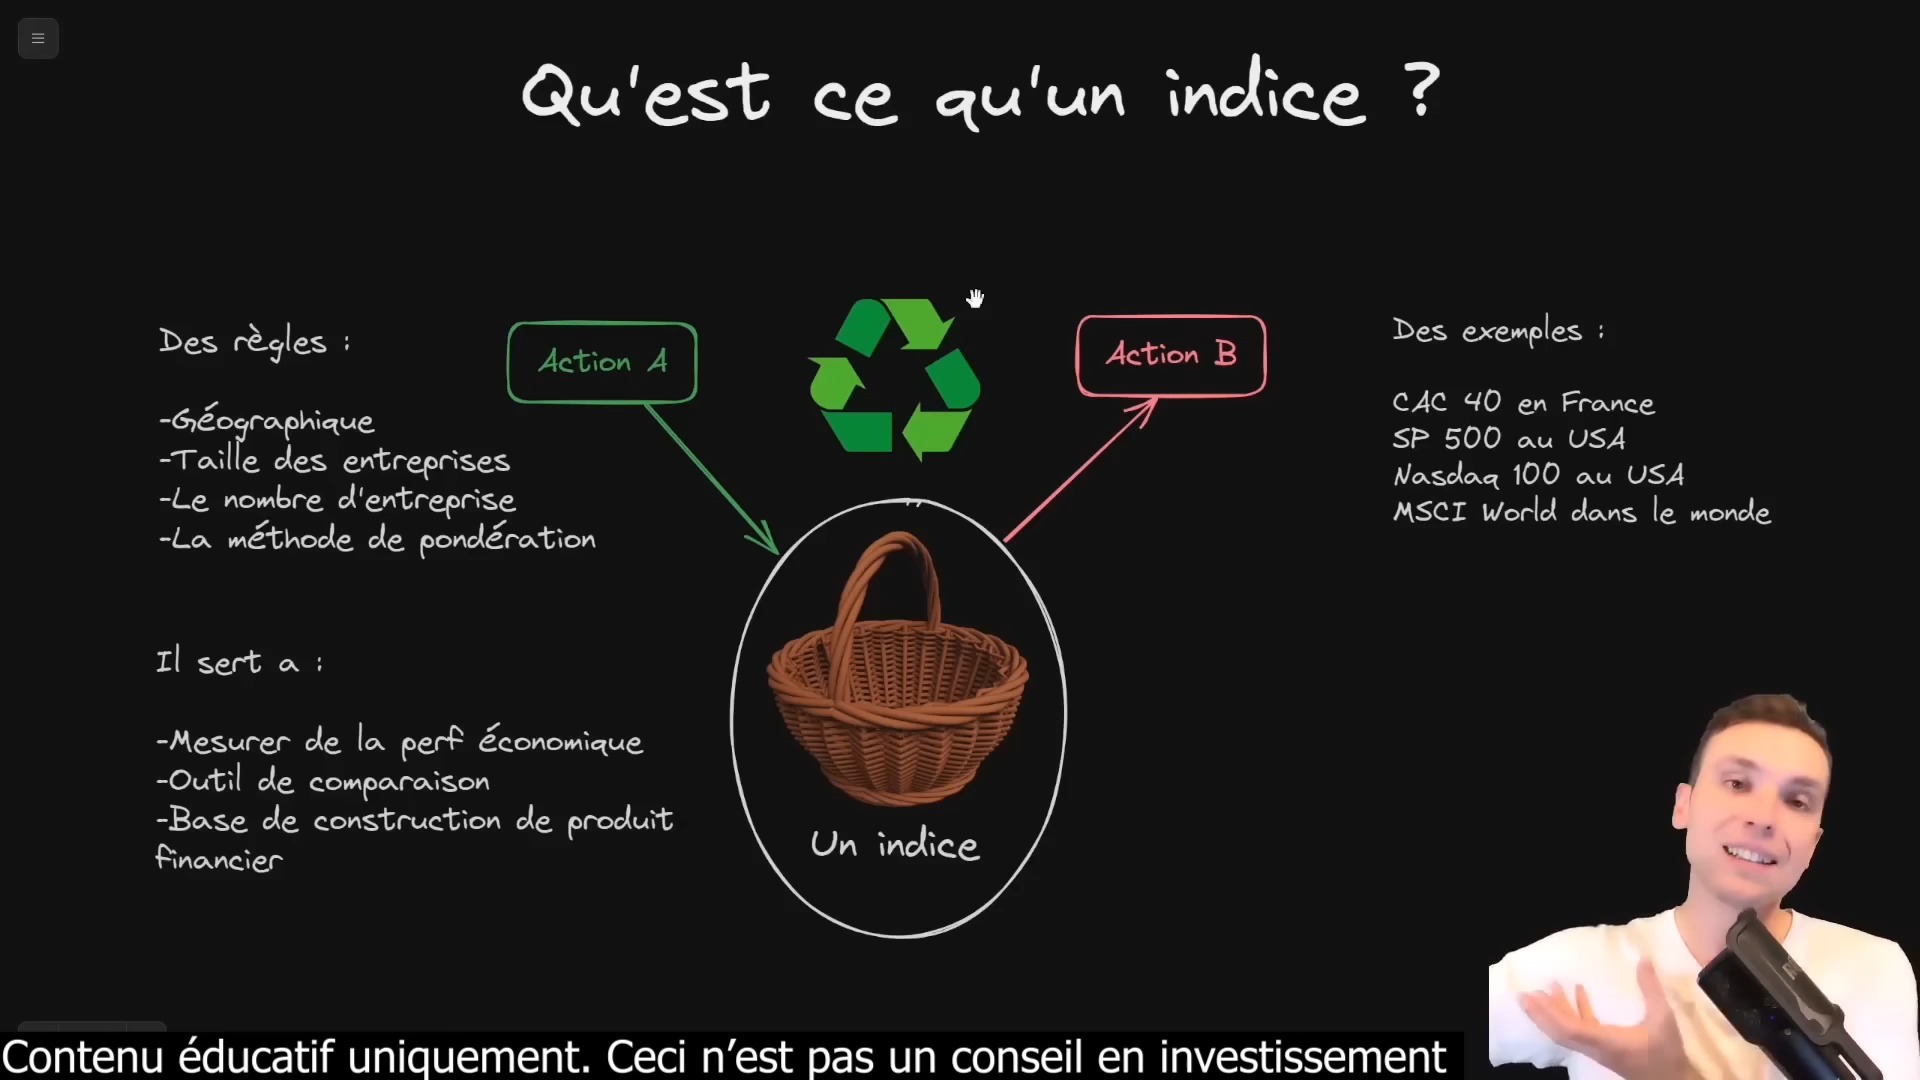 Qu'est ce qu'un indice ?
Des règles :
-Géographique
-Taille des entreprises
-Le nombre d'entreprise
-La méthode de pondération
Action A
Action B
Des exemples :
CAC 40 en France
SP 500 au USA
Nasdaq 100 au USA
MSCI World dans le monde
Il sert a :
-Mesurer de la perf économique
-Outil de comparaison
-Base de construction de produit
financier
Un indice
Contenu éducatif uniquement. Ceci n’est pas un conseil en investissement